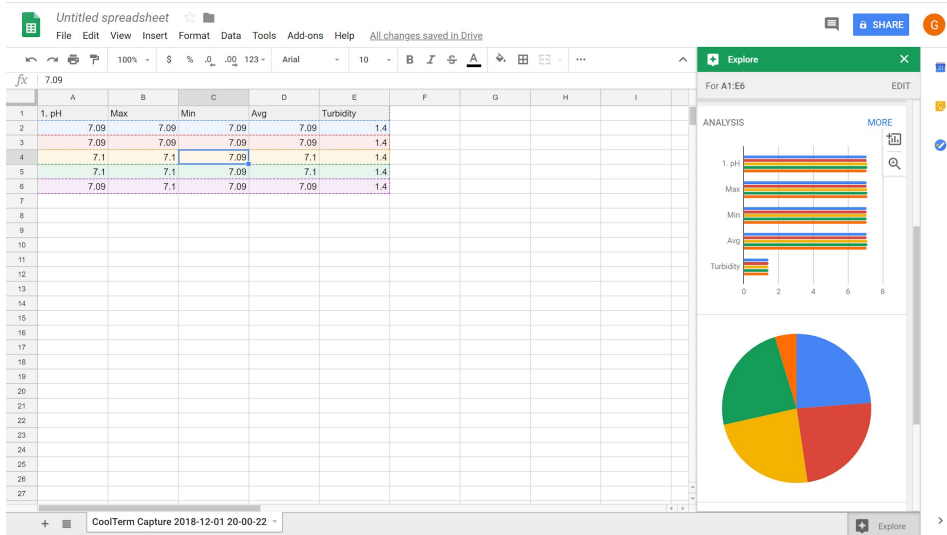 Untitled spreadsheet
SHARE
G
File Edit View Insert Format Data Tools Add-ons Help All changes saved in Drive
100% $ % .0 .00 123 Arial 10 B I S A ...
Explore
fx 7.09
For A1:E6 EDIT
A B C D E F G H I
1 1. pH Max Min Avg Turbidity
2 7.09 7.09 7.09 7.09 1.4
3 7.09 7.09 7.09 7.09 1.4
4 7.1 7.1 7.09 7.1 1.4
5 7.1 7.1 7.09 7.1 1.4
6 7.09 7.1 7.09 7.09 1.4
7
8
9
10
11
12
13
14
15
16
17
18
19
20
21
22
23
24
25
26
27
ANALYSIS MORE
1. pH
Max
Min
Avg
Turbidity
0 2 4 6 8
+ CoolTerm Capture 2018-12-01 20-00-22
Explore